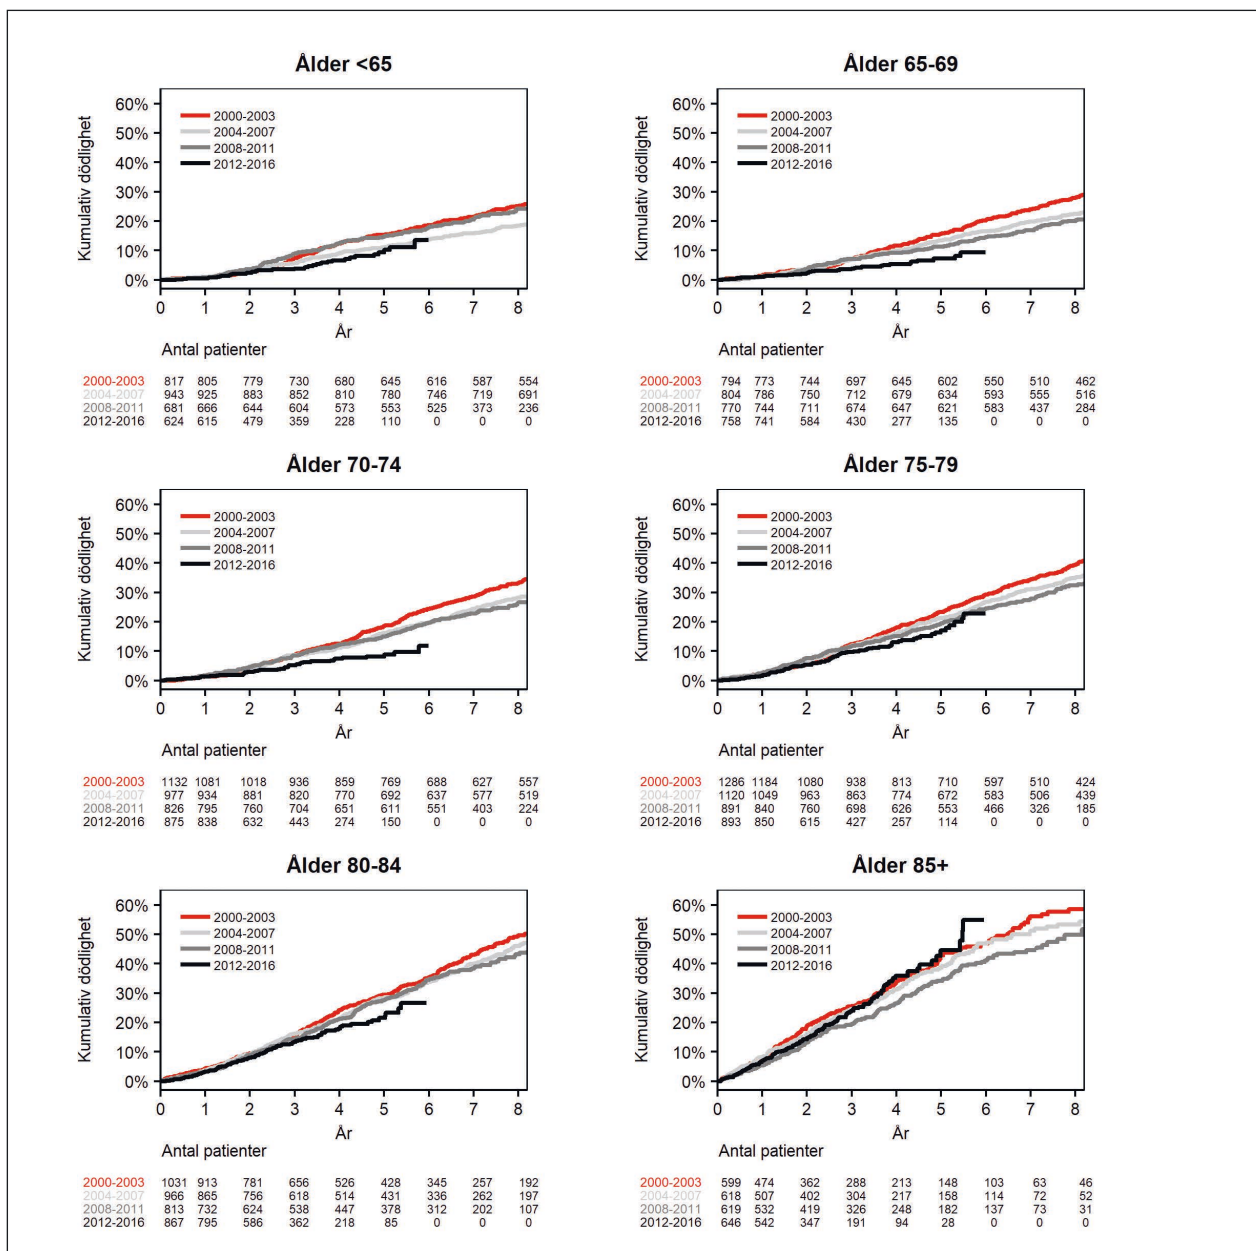 Ålder <65
60%
50%
40%
30%
20%
10%
0%
Kumulativ dödlighet
2000-2003
2004-2007
2008-2011
2012-2016
0 1 2 3 4 5 6 7 8
År
Antal patienter
2000-2003 817 805 779 730 680 645 616 587 554
2004-2007 943 925 883 852 810 780 746 719 691
2008-2011 681 666 644 604 573 553 525 373 236
2012-2016 624 615 479 359 228 110 0 0 0
Ålder 65-69
60%
50%
40%
30%
20%
10%
0%
Kumulativ dödlighet
2000-2003
2004-2007
2008-2011
2012-2016
0 1 2 3 4 5 6 7 8
År
Antal patienter
2000-2003 794 773 744 697 645 602 550 510 462
2004-2007 804 786 750 712 679 634 593 555 516
2008-2011 770 744 711 674 647 621 583 437 284
2012-2016 758 741 584 430 277 135 0 0 0
Ålder 70-74
60%
50%
40%
30%
20%
10%
0%
Kumulativ dödlighet
2000-2003
2004-2007
2008-2011
2012-2016
0 1 2 3 4 5 6 7 8
År
Antal patienter
2000-2003 1132 1081 1018 936 859 769 688 627 557
2004-2007 977 934 881 820 770 692 637 577 519
2008-2011 826 795 760 704 651 611 551 403 224
2012-2016 875 838 632 443 274 150 0 0 0
Ålder 75-79
60%
50%
40%
30%
20%
10%
0%
Kumulativ dödlighet
2000-2003
2004-2007
2008-2011
2012-2016
0 1 2 3 4 5 6 7 8
År
Antal patienter
2000-2003 1286 1184 1080 938 813 710 597 510 424
2004-2007 1120 1049 963 863 774 672 583 506 439
2008-2011 891 840 760 698 626 553 466 326 185
2012-2016 893 850 615 427 257 114 0 0 0
Ålder 80-84
60%
50%
40%
30%
20%
10%
0%
Kumulativ dödlighet
2000-2003
2004-2007
2008-2011
2012-2016
0 1 2 3 4 5 6 7 8
År
Antal patienter
2000-2003 1031 913 781 656 526 428 345 257 192
2004-2007 966 865 756 618 514 431 336 262 197
2008-2011 813 732 624 538 447 378 312 202 107
2012-2016 867 795 586 362 218 85 0 0 0
Ålder 85+
60%
50%
40%
30%
20%
10%
0%
Kumulativ dödlighet
2000-2003
2004-2007
2008-2011
2012-2016
0 1 2 3 4 5 6 7 8
År
Antal patienter
2000-2003 599 474 362 288 213 148 103 63 46
2004-2007 618 507 402 304 217 158 114 72 52
2008-2011 619 532 419 326 248 182 137 73 31
2012-2016 646 542 347 191 94 28 0 0 0